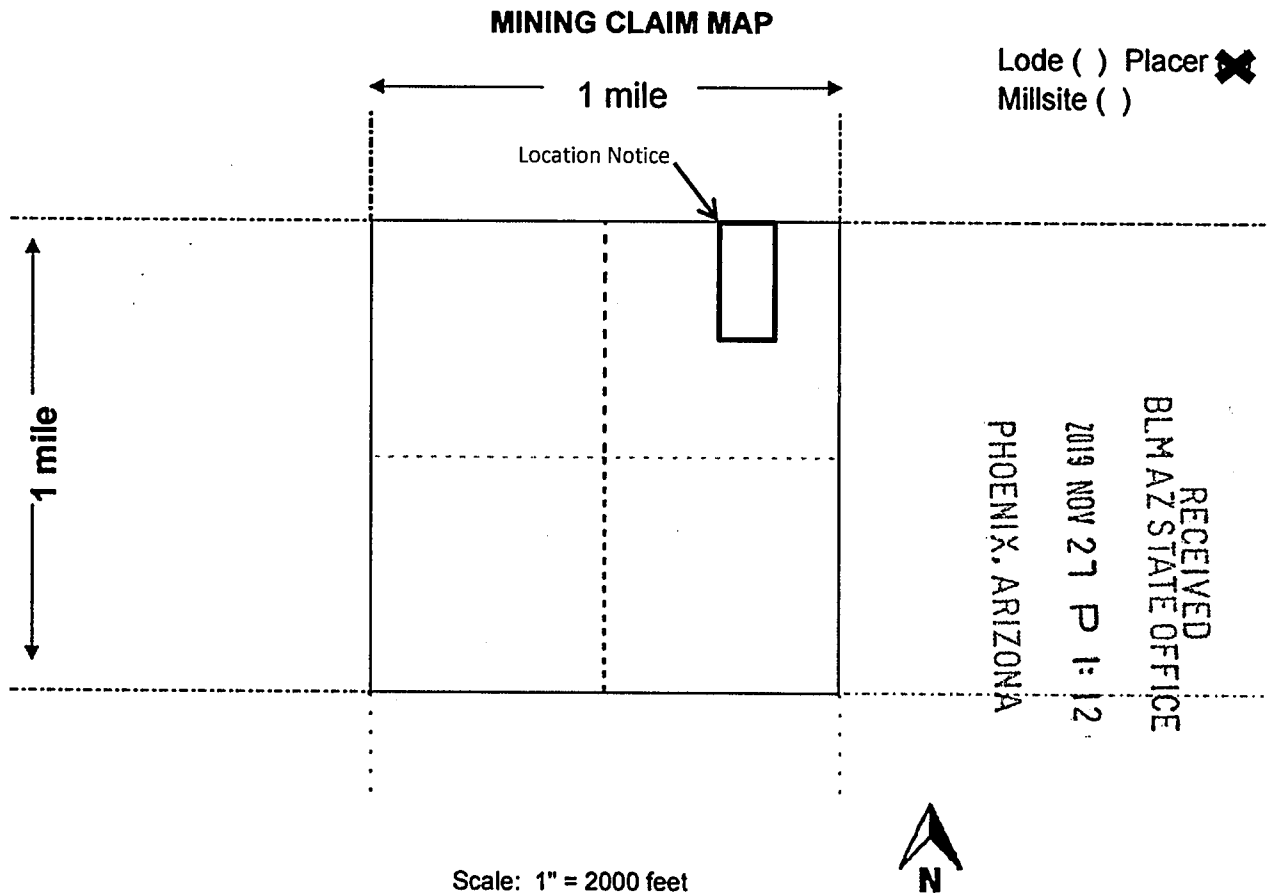 MINING CLAIM MAP
Lode ( ) Placer
Millsite ( )
1 mile
Location Notice
1 mile
RECEIVED
BLM AZ STATE OFFICE
2019 NOV 27 P 1: 12
PHOENIX, ARIZONA
Scale: 1" = 2000 feet
N